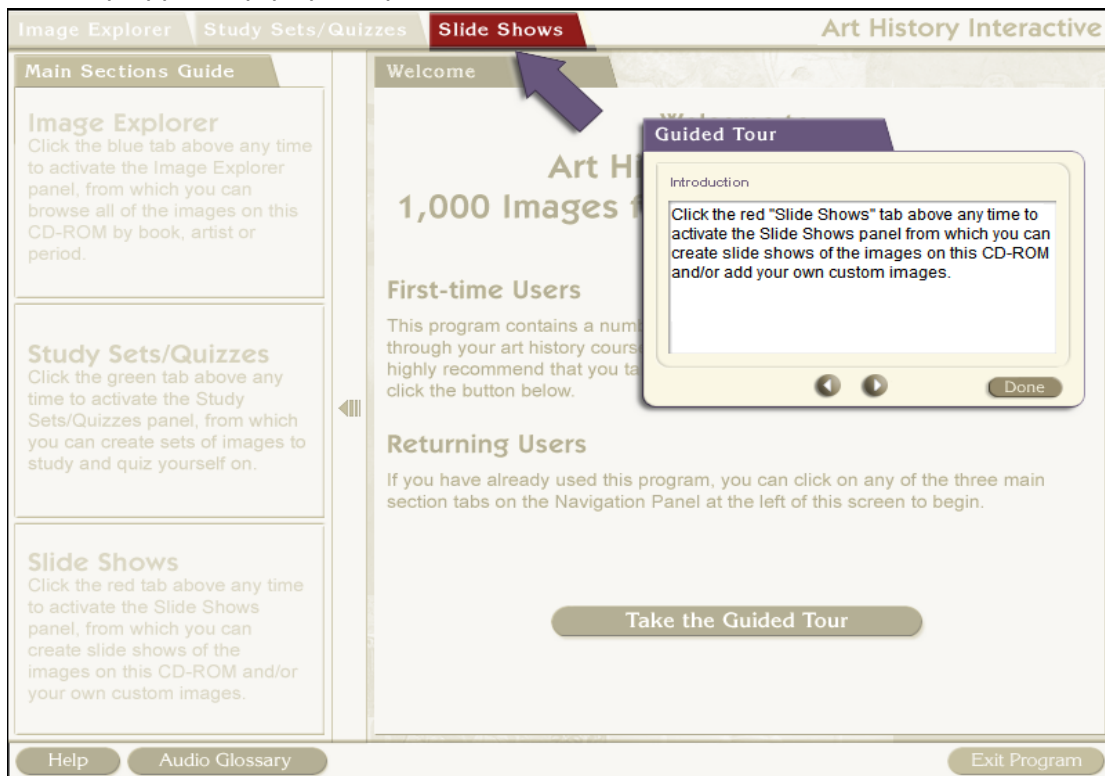 Image Explorer
Study Sets/Quizzes
Slide Shows
Art History Interactive
Main Sections Guide
Image Explorer
Click the blue tab above any time
to activate the Image Explorer
panel, from which you can
browse all of the images on this
CD-ROM by book, artist or
period.
Study Sets/Quizzes
Click the green tab above any
time to activate the Study
Sets/Quizzes panel, from which
you can create sets of images to
study and quiz yourself on.
Slide Shows
Click the red tab above any time
to activate the Slide Shows
panel, from which you can
create slide shows of the
images on this CD-ROM and/or
your own custom images.
Welcome
Art Hi
1,000 Images
First-time Users
This program contains a num
through your art history cours
highly recommend that you ta
click the button below.
Returning Users
If you have already used this program, you can click on any of the three main
section tabs on the Navigation Panel at the left of this screen to begin.
Take the Guided Tour
Guided Tour
Introduction
Click the red "Slide Shows" tab above any time to
activate the Slide Shows panel from which you can
create slide shows of the images on this CD-ROM
and/or add your own custom images.
Done
Help
Audio Glossary
Exit Program